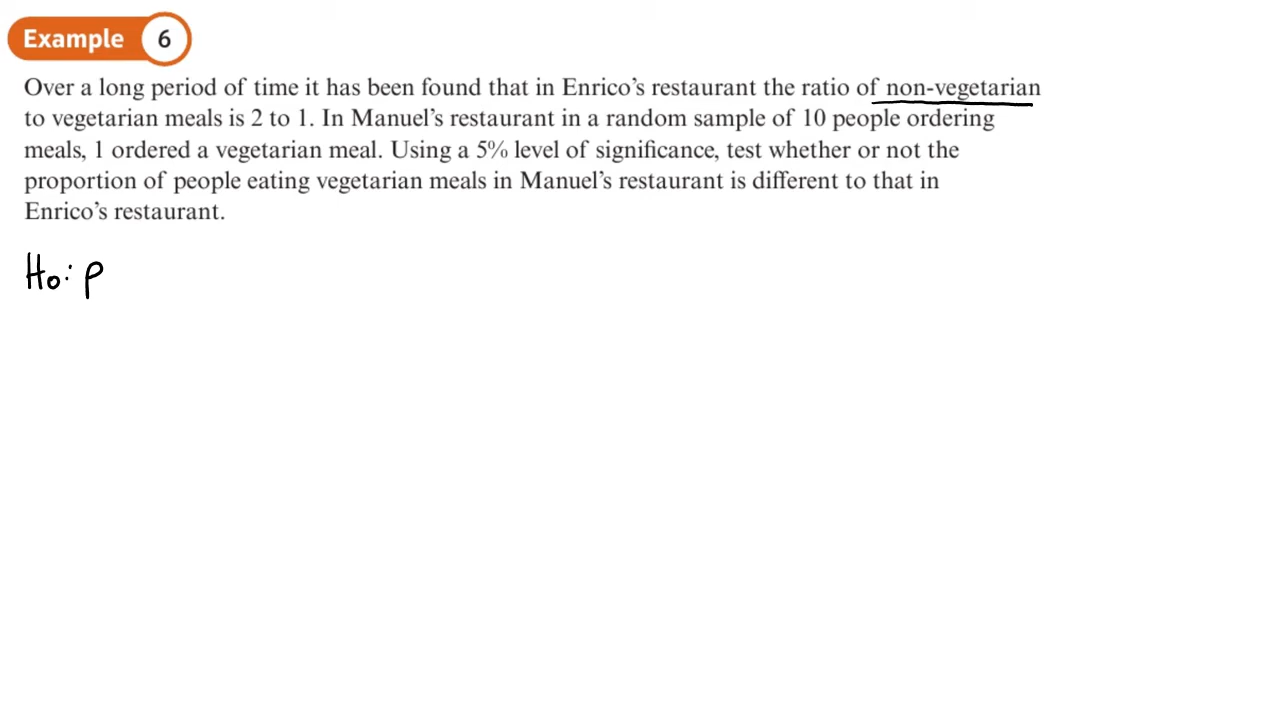 Example 6
Over a long period of time it has been found that in Enrico’s restaurant the ratio of non-vegetarian
to vegetarian meals is 2 to 1. In Manuel’s restaurant in a random sample of 10 people ordering
meals, 1 ordered a vegetarian meal. Using a 5% level of significance, test whether or not the
proportion of people eating vegetarian meals in Manuel’s restaurant is different to that in
Enrico’s restaurant.
Ho: p